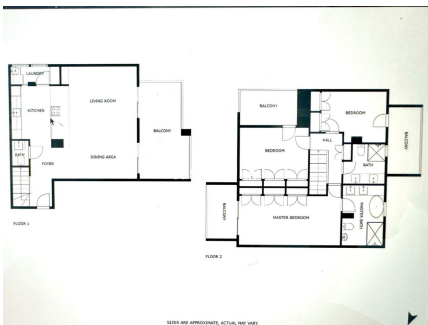 LAUNDRY
KITCHEN
LIVING ROOM
BALCONY
BATH
FOYER
DINING AREA
FLOOR 1
BALCONY
BEDROOM
BALCONY
HALL
BEDROOM
BATH
BALCONY
MASTER BEDROOM
MASTER BATH
FLOOR 2
SIZES ARE APPROXIMATE, ACTUAL MAY VARY.